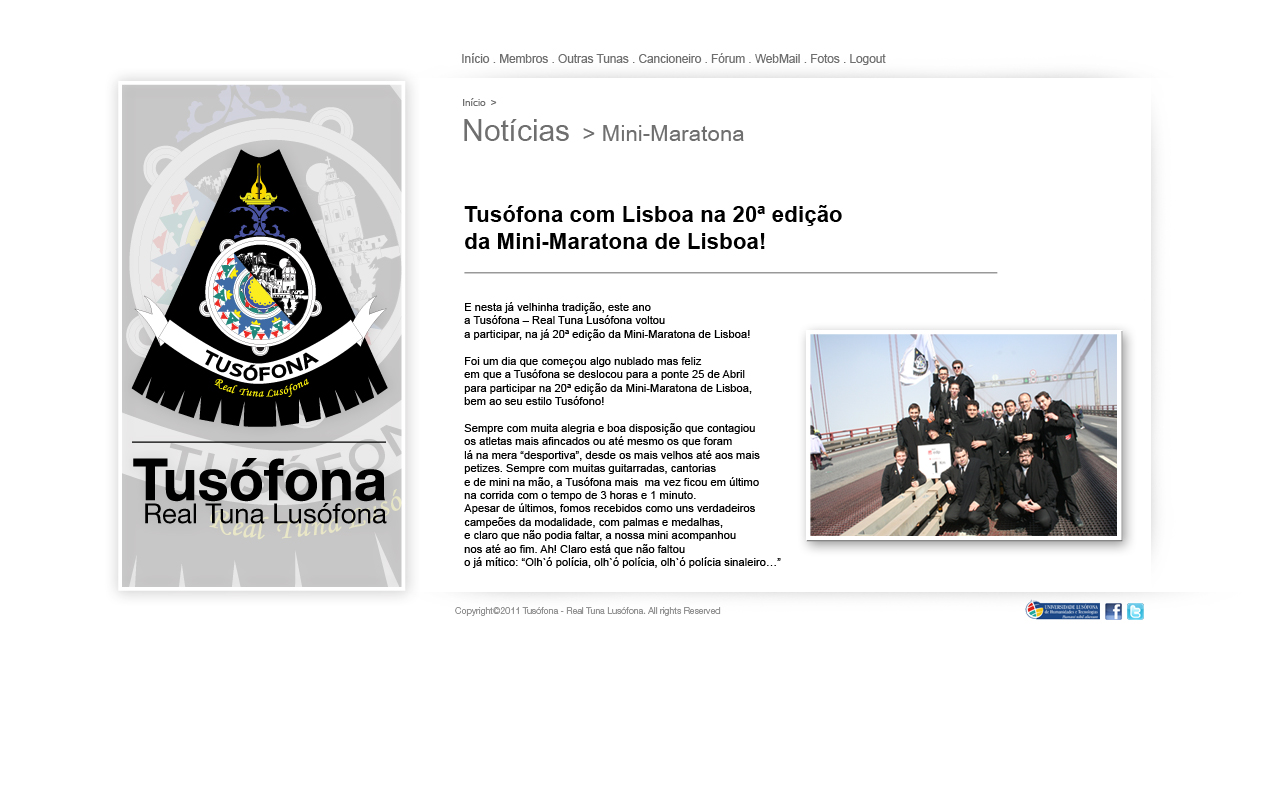 Início . Membros . Outras Tunas . Cancioneiro . Fórum . WebMail . Fotos . Logout
Início >
Notícias > Mini-Maratona
TUSÓFONA
Real Tuna Lusófona
Tusófona
Real Tuna Lusófona
Tusófona com Lisboa na 20ª edição
da Mini-Maratona de Lisboa!
E nesta já velhinha tradição, este ano
a Tusófona – Real Tuna Lusófona voltou
a participar, na já 20ª edição da Mini-Maratona de Lisboa!
Foi um dia que começou algo nublado mas feliz
em que a Tusófona se deslocou para a ponte 25 de Abril
para participar na 20ª edição da Mini-Maratona de Lisboa,
bem ao seu estilo Tusófono!
Sempre com muita alegria e boa disposição que contagiou
os atletas mais afincados ou até mesmo os que foram
lá na mera “desportiva”, desde os mais velhos até aos mais
petizes. Sempre com muitas guitarradas, cantorias
e de mini na mão, a Tusófona mais  ma vez ficou em último
na corrida com o tempo de 3 horas e 1 minuto.
Apesar de últimos, fomos recebidos como uns verdadeiros
campeões da modalidade, com palmas e medalhas,
e claro que não podia faltar, a nossa mini acompanhou
nos até ao fim. Ah! Claro está que não faltou
o já mítico: “Olh`ó polícia, olh`ó polícia, olh`ó polícia sinaleiro…”
1
Copyright©2011 Tusófona - Real Tuna Lusófona. All rights Reserved
UNIVERSIDADE LUSÓFONA
de Humanidades e Tecnologias